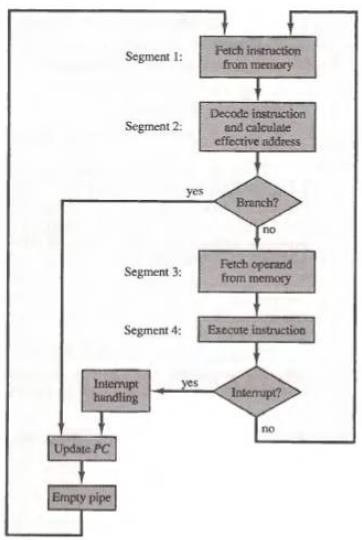 Segment 1:
Fetch instruction
from memory
Segment 2:
Decode instruction
and calculate
effective address
yes
Branch?
no
Segment 3:
Fetch operand
from memory
Segment 4:
Execute instruction
Interrupt
handling
yes
Interrupt?
no
Update PC
Empty pipe